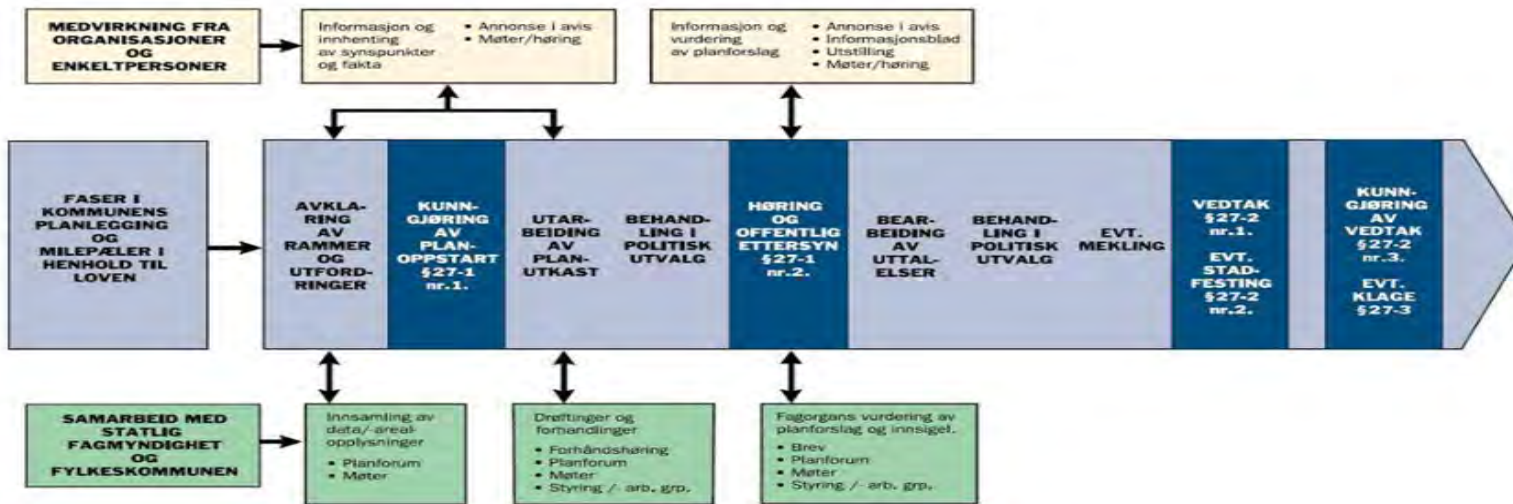 MEDVIRKNING FRA
ORGANISASJONER
OG
ENKELTPERSONER
Informasjon og
innhenting
av synspunkter
og fakta
• Annonse i avis
• Møter/høring
Informasjon og
vurdering
av planforslag
• Annonse i avis
• Informasjonsblad
• Utstilling
• Møter/høring
FASER I
KOMMUNENS
PLANLEGGING
OG
MILEPÆLER I
HENHOLD TIL
LOVEN
AVKLA-
RING
AV
RAMMER
OG
UTFORD-
RINGER
KUNN-
GJØRING
AV
PLAN-
OPPSTART
§27-1
nr.1.
UTAR-
BEIDING
AV
PLAN-
UTKAST
BEHAND-
LING I
POLITISK
UTVALG
HØRING
OG
OFFENTLIG
ETTERSYN
§27-1
nr.2.
BEAR-
BEIDING
AV
UTTAL-
ELSER
BEHAND-
LING I
POLITISK
UTVALG
EVT.
MEKLING
VEDTAK
§27-2
nr.1.
EVT.
STAD-
FESTING
§27-2
nr.2.
KUNN-
GJØRING
AV
VEDTAK
§27-2
nr.3.
EVT.
KLAGE
§27-3
SAMARBEID MED
STATLIG
FAGMYNDIGHET
OG
FYLKESKOMMUNEN
Innsamling av
data/-areal-
opplysninger
• Planforum
• Møter
Drøftinger og
forhandlinger
• Forhåndshøring
• Planforum
• Møter
• Styring /- arb. grp.
Fagorgans vurdering av
planforslag og innsigel.
• Brev
• Planforum
• Møter
• Styring /- arb. grp.